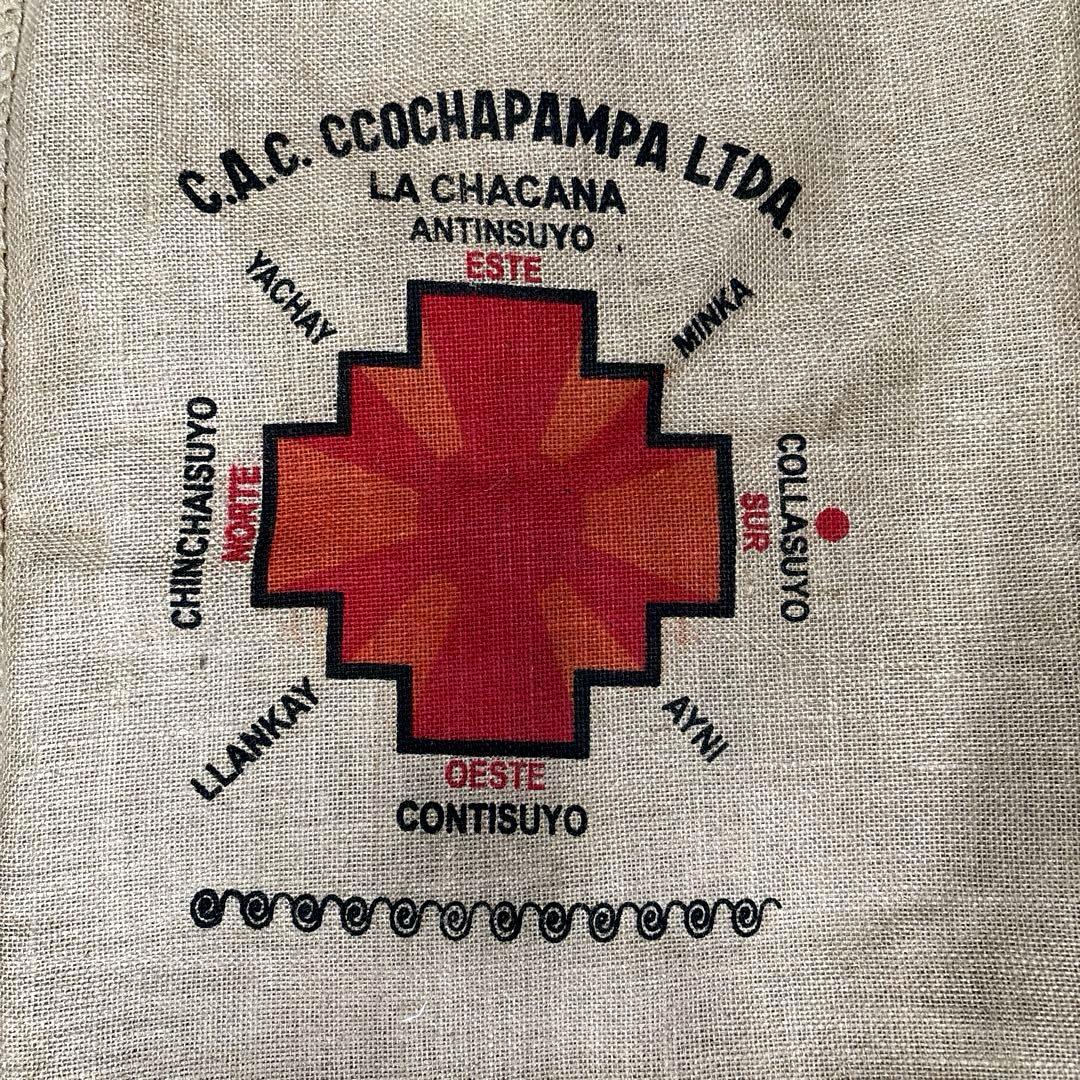 C.A.C. CCOCHAPAMPA LTDA.
LA CHACANA
ANTINSUYO
ESTE
YACHAY
MINKA
CHINCHAISUYO
NORTE
SUR
COLLASUYO
LLANKAY
AYNI
OESTE
CONTISUYO